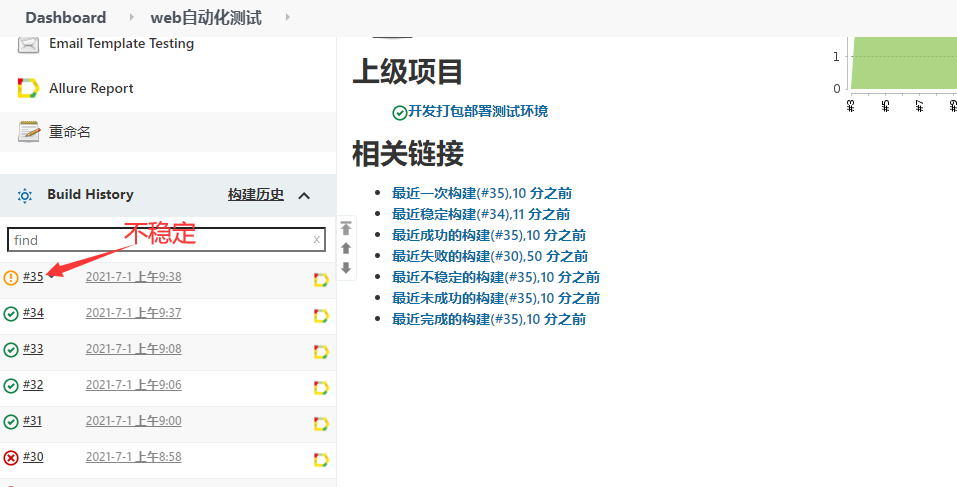 Dashboard web自动化测试
Email Template Testing
Allure Report
重命名
Build History 构建历史
find x
不稳定
#35 2021-7-1 上午9:38
#34 2021-7-1 上午9:37
#33 2021-7-1 上午9:08
#32 2021-7-1 上午9:06
#31 2021-7-1 上午9:00
#30 2021-7-1 上午8:58
上级项目
开发打包部署测试环境
相关链接
最近一次构建(#35),10 分之前
最近稳定构建(#34),11 分之前
最近成功的构建(#35),10 分之前
最近失败的构建(#30),50 分之前
最近不稳定的构建(#35),10 分之前
最近未成功的构建(#35),10 分之前
最近完成的构建(#35),10 分之前
1
0
#3 #5 #7 #9